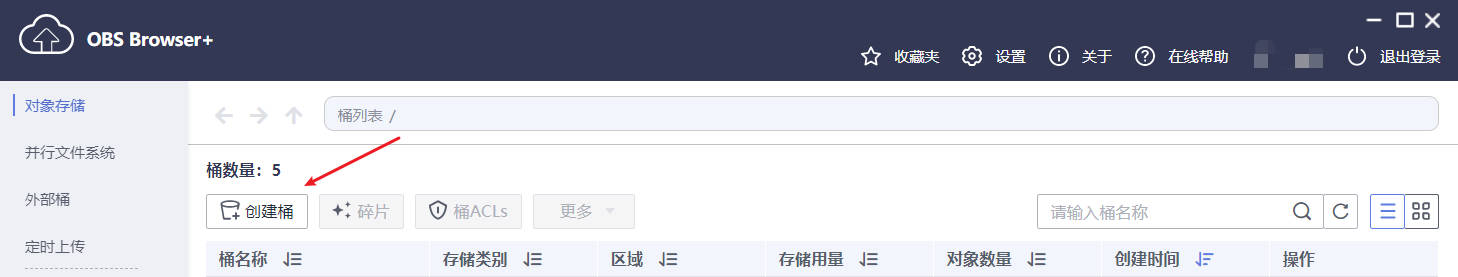 OBS Browser+
收藏夹 设置 关于 在线帮助 退出登录
对象存储
并行文件系统
外部桶
定时上传
桶列表 /
桶数量：5
创建桶 碎片 桶ACLs 更多 请输入桶名称
桶名称 存储类别 区域 存储用量 对象数量 创建时间 操作